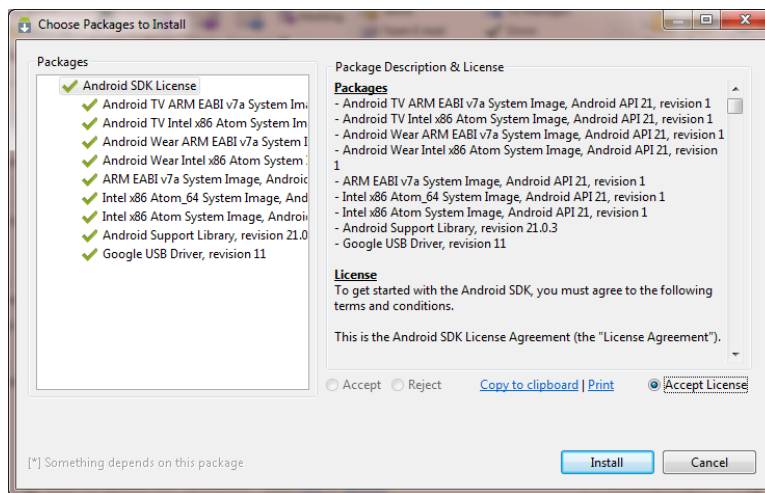 Choose Packages to Install
Packages
Android SDK License
Android TV ARM EABI v7a System Im
Android TV Intel x86 Atom System Im
Android Wear ARM EABI v7a System I
Android Wear Intel x86 Atom System
ARM EABI v7a System Image, Android
Intel x86 Atom_64 System Image, And
Intel x86 Atom System Image, Androi
Android Support Library, revision 21.0
Google USB Driver, revision 11
Package Description & License
Packages
- Android TV ARM EABI v7a System Image, Android API 21, revision 1
- Android TV Intel x86 Atom System Image, Android API 21, revision 1
- Android Wear ARM EABI v7a System Image, Android API 21, revision 1
- Android Wear Intel x86 Atom System Image, Android API 21, revision
1
- ARM EABI v7a System Image, Android API 21, revision 1
- Intel x86 Atom_64 System Image, Android API 21, revision 1
- Intel x86 Atom System Image, Android API 21, revision 1
- Android Support Library, revision 21.0.3
- Google USB Driver, revision 11
License
To get started with the Android SDK, you must agree to the following
terms and conditions.
This is the Android SDK License Agreement (the "License Agreement").
Accept Reject Copy to clipboard | Print Accept License
[*] Something depends on this package
Install Cancel